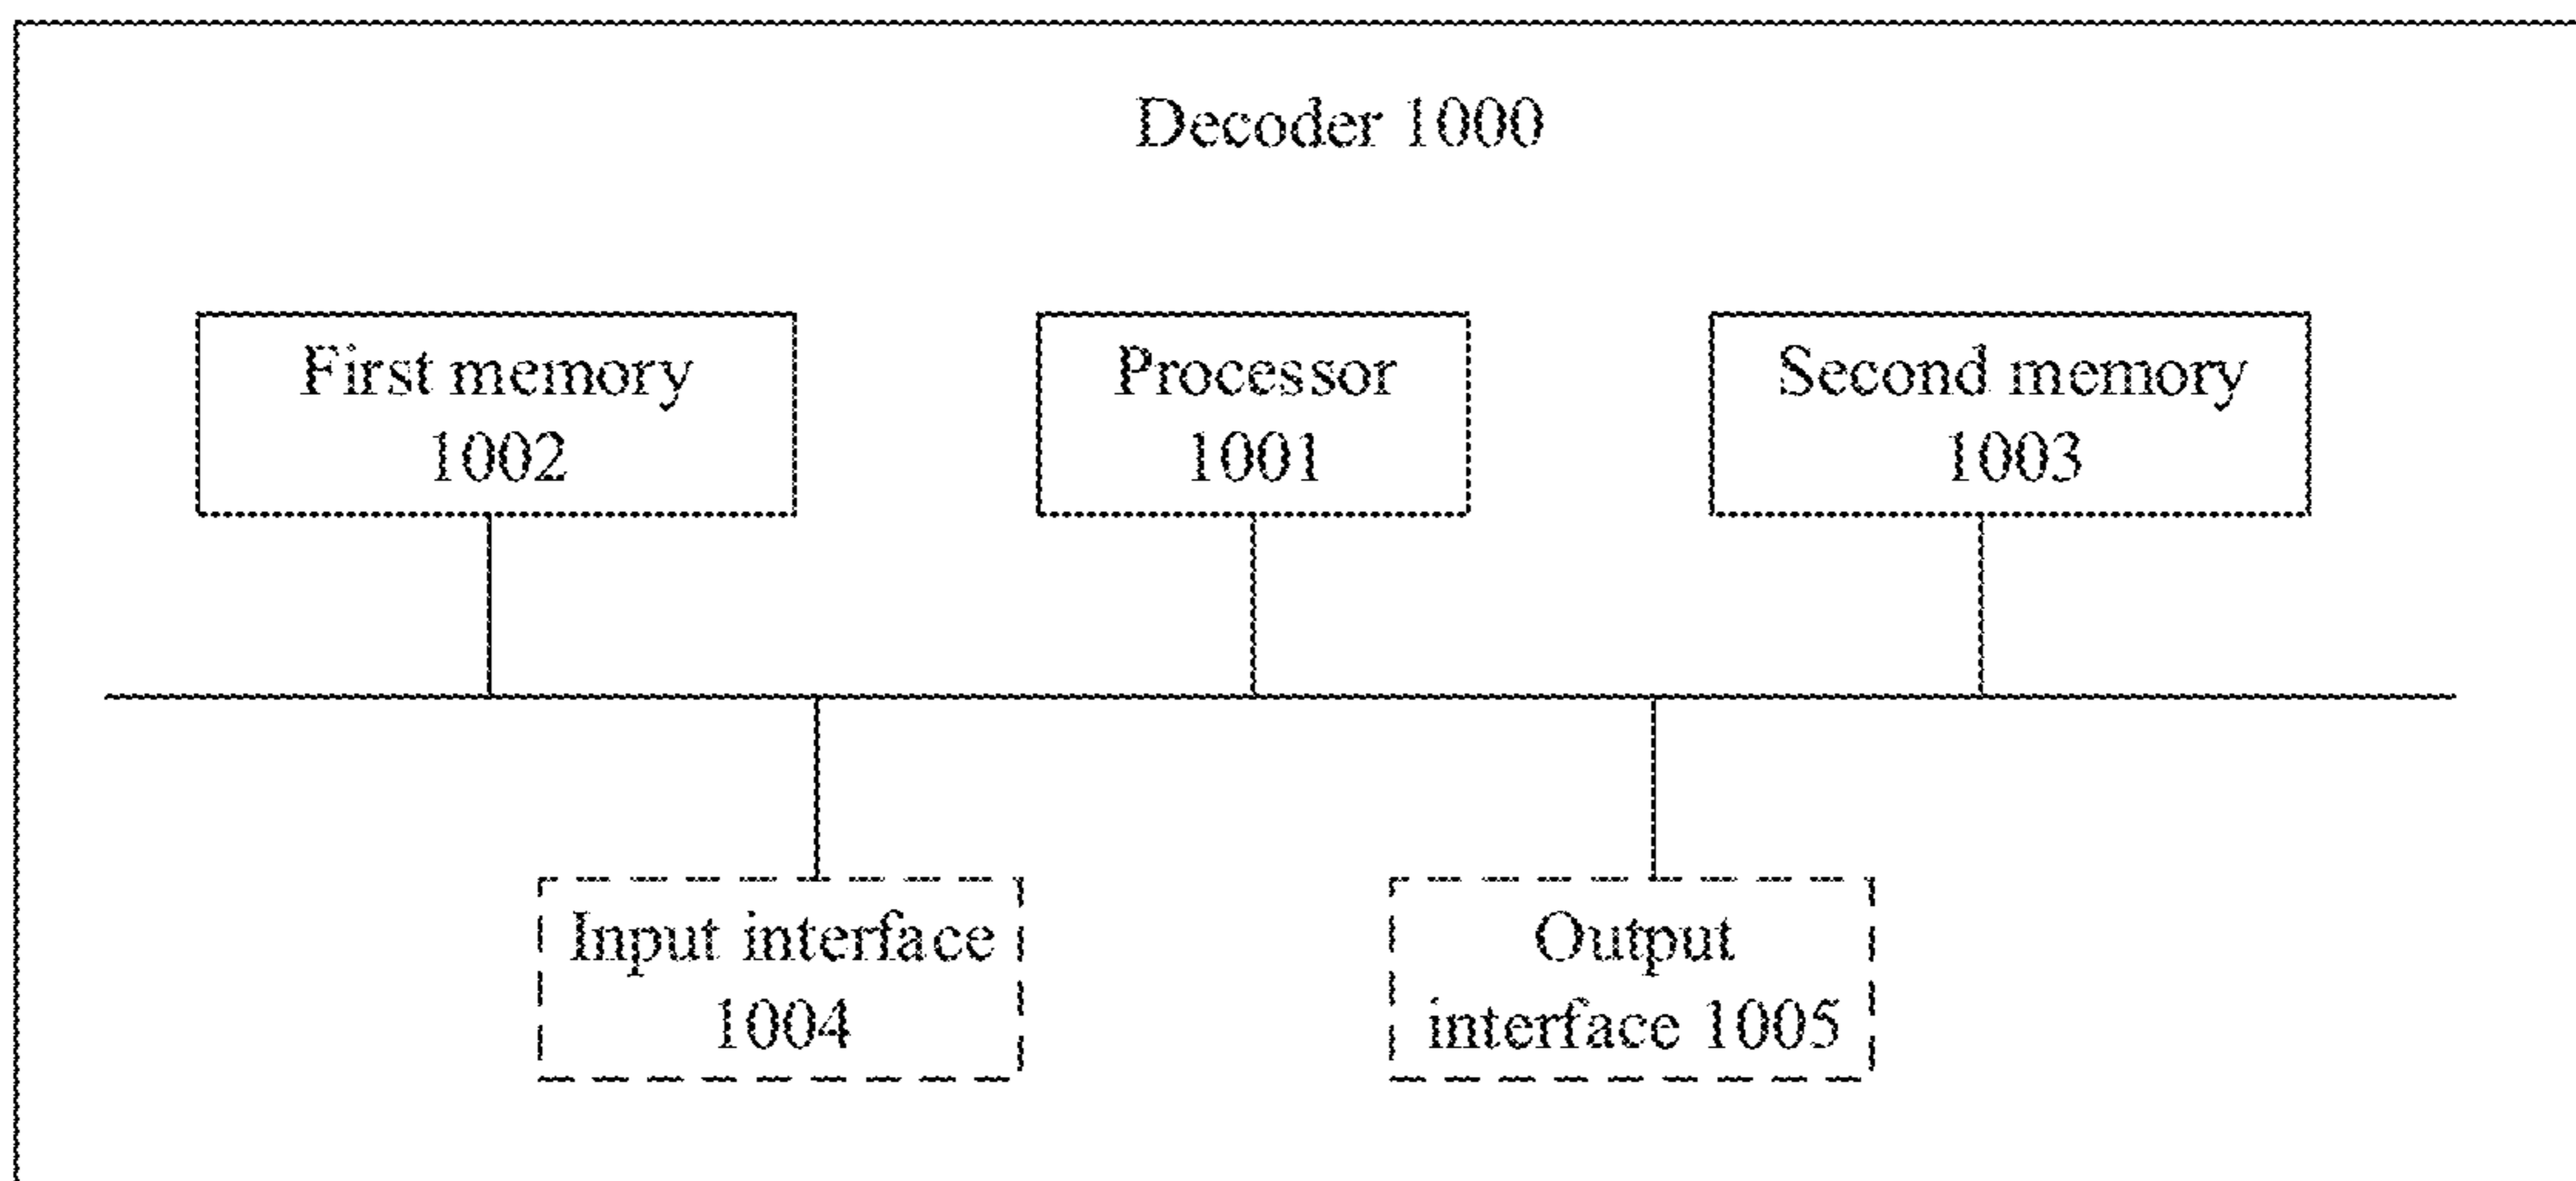 Decoder 1000
First memory
1002
Processor
1001
Second memory
1003
Input interface
1004
Output
interface 1005